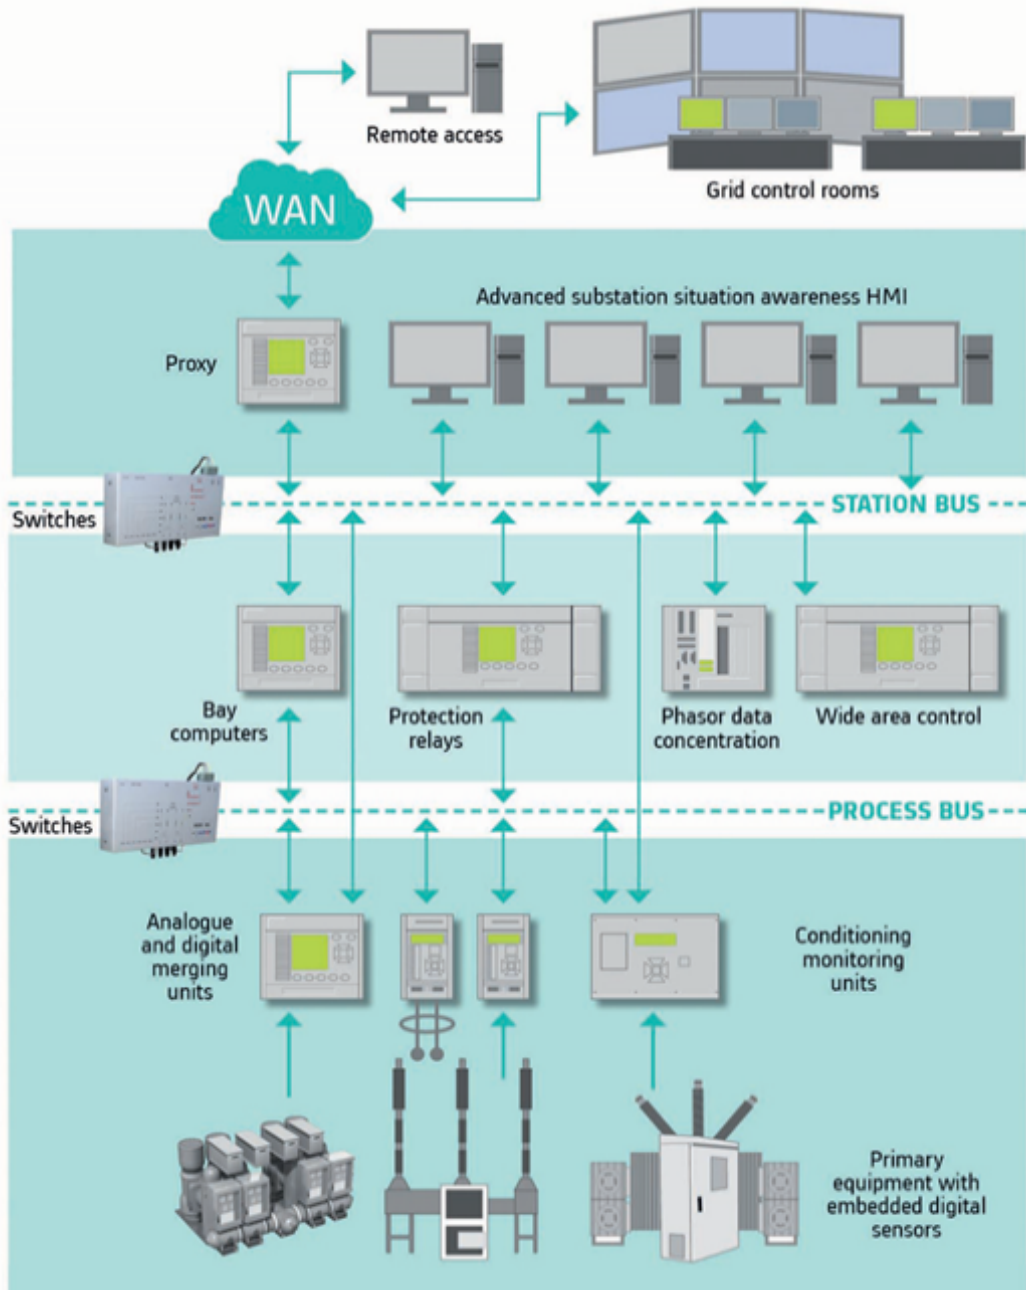 Remote access
Grid control rooms
WAN
Advanced substation situation awareness HMI
Proxy
STATION BUS
Switches
Bay
computers
Protection
relays
Phasor data
concentration
Wide area control
PROCESS BUS
Switches
Analogue
and digital
merging
units
Conditioning
monitoring
units
Primary
equipment with
embedded digital
sensors